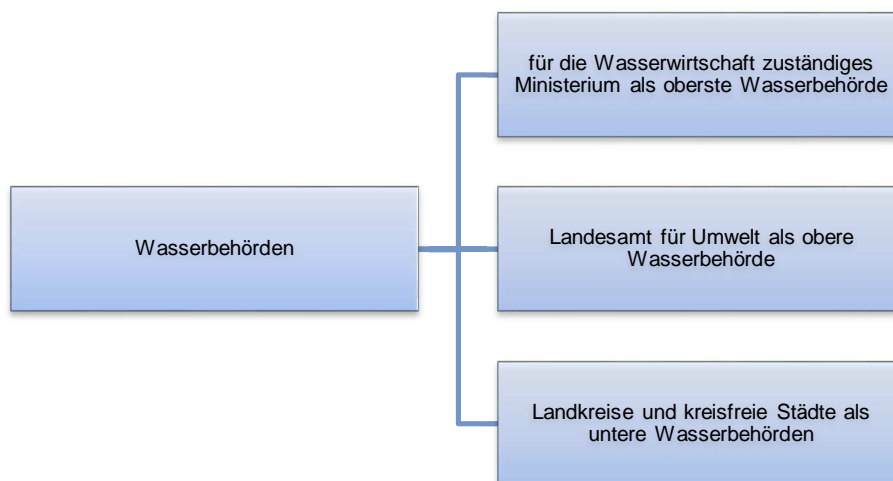 für die Wasserwirtschaft zuständiges
Ministerium als oberste Wasserbehörde
Wasserbehörden
Landesamt für Umwelt als obere
Wasserbehörde
Landkreise und kreisfreie Städte als
untere Wasserbehörden